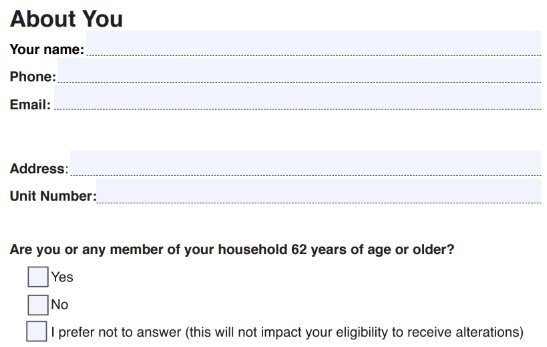 About You
Your name:
Phone:
Email:
Address:
Unit Number:
Are you or any member of your household 62 years of age or older?
Yes
No
I prefer not to answer (this will not impact your eligibility to receive alterations)